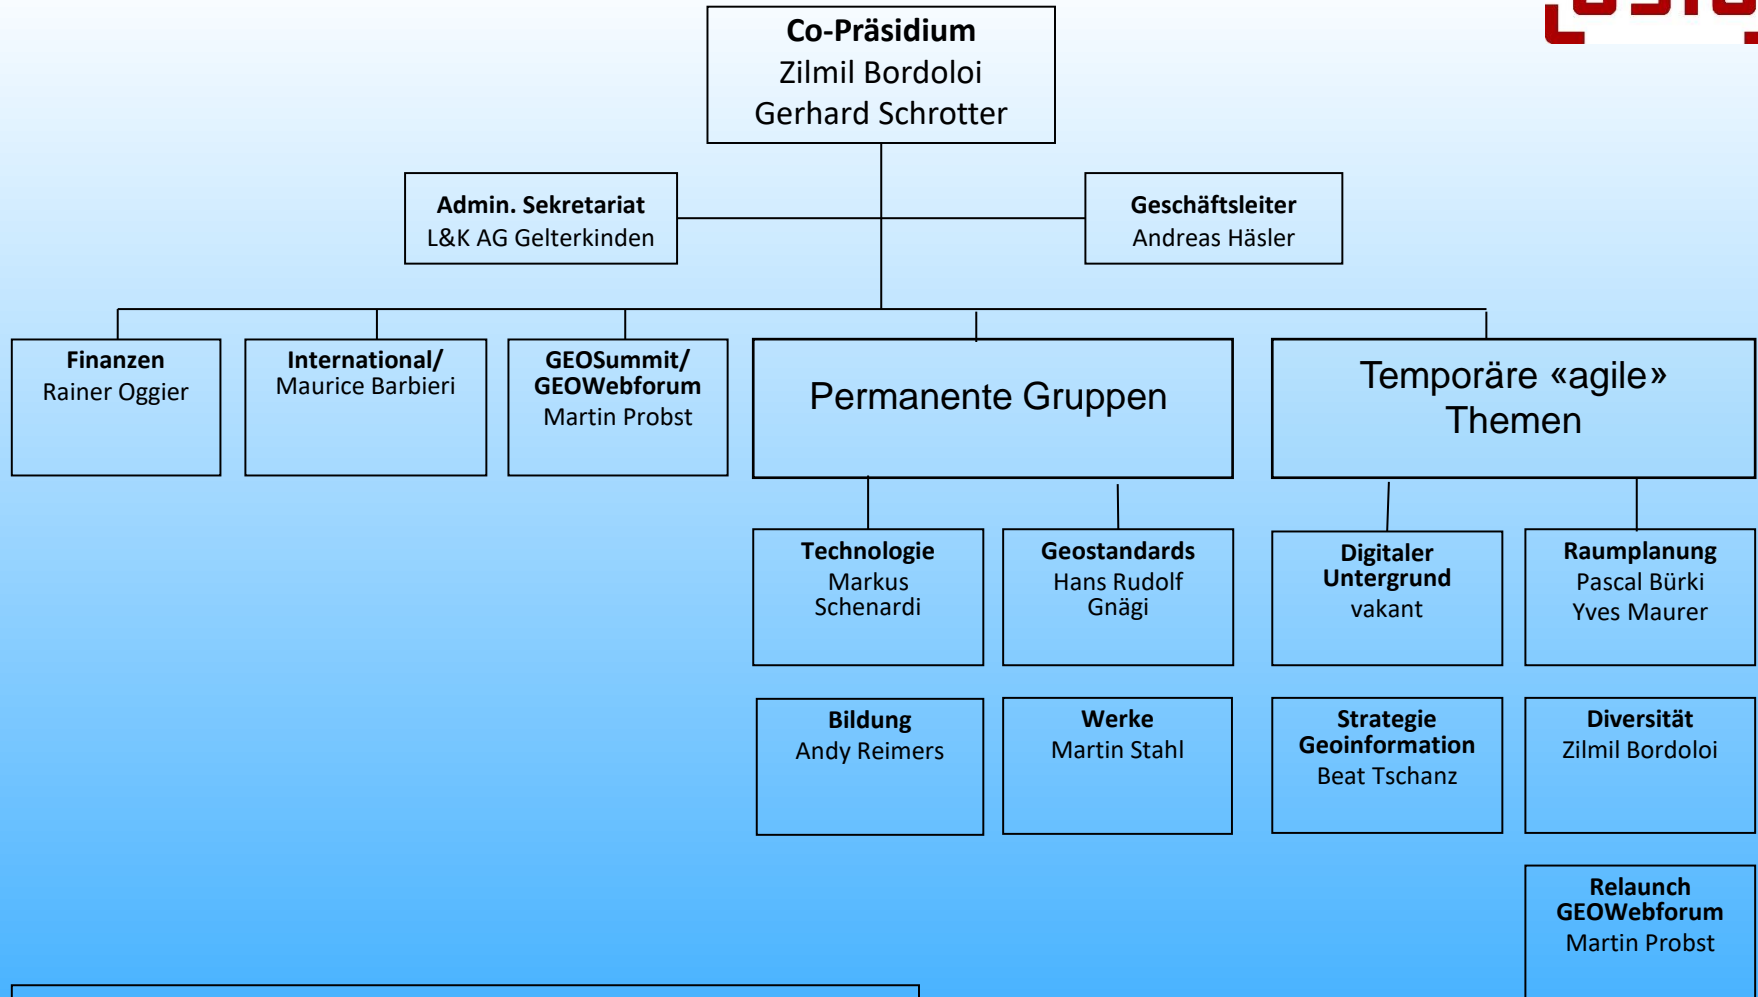 Co-Präsidium
Zilmil Bordoloi
Gerhard Schrotter
Admin. Sekretariat
L&K AG Gelterkinden
Geschäftsleiter
Andreas Häsler
Finanzen
Rainer Oggier
International/
Maurice Barbieri
GEOSummit/
GEOWebforum
Martin Probst
Permanente Gruppen
Temporäre «agile»
Themen
Technologie
Markus
Schenardi
Geostandards
Hans Rudolf
Gnägi
Digitaler
Untergrund
vakant
Raumplanung
Pascal Bürki
Yves Maurer
Bildung
Andy Reimers
Werke
Martin Stahl
Strategie
Geoinformation
Beat Tschanz
Diversität
Zilmil Bordoloi
Relaunch
GEOWebforum
Martin Probst